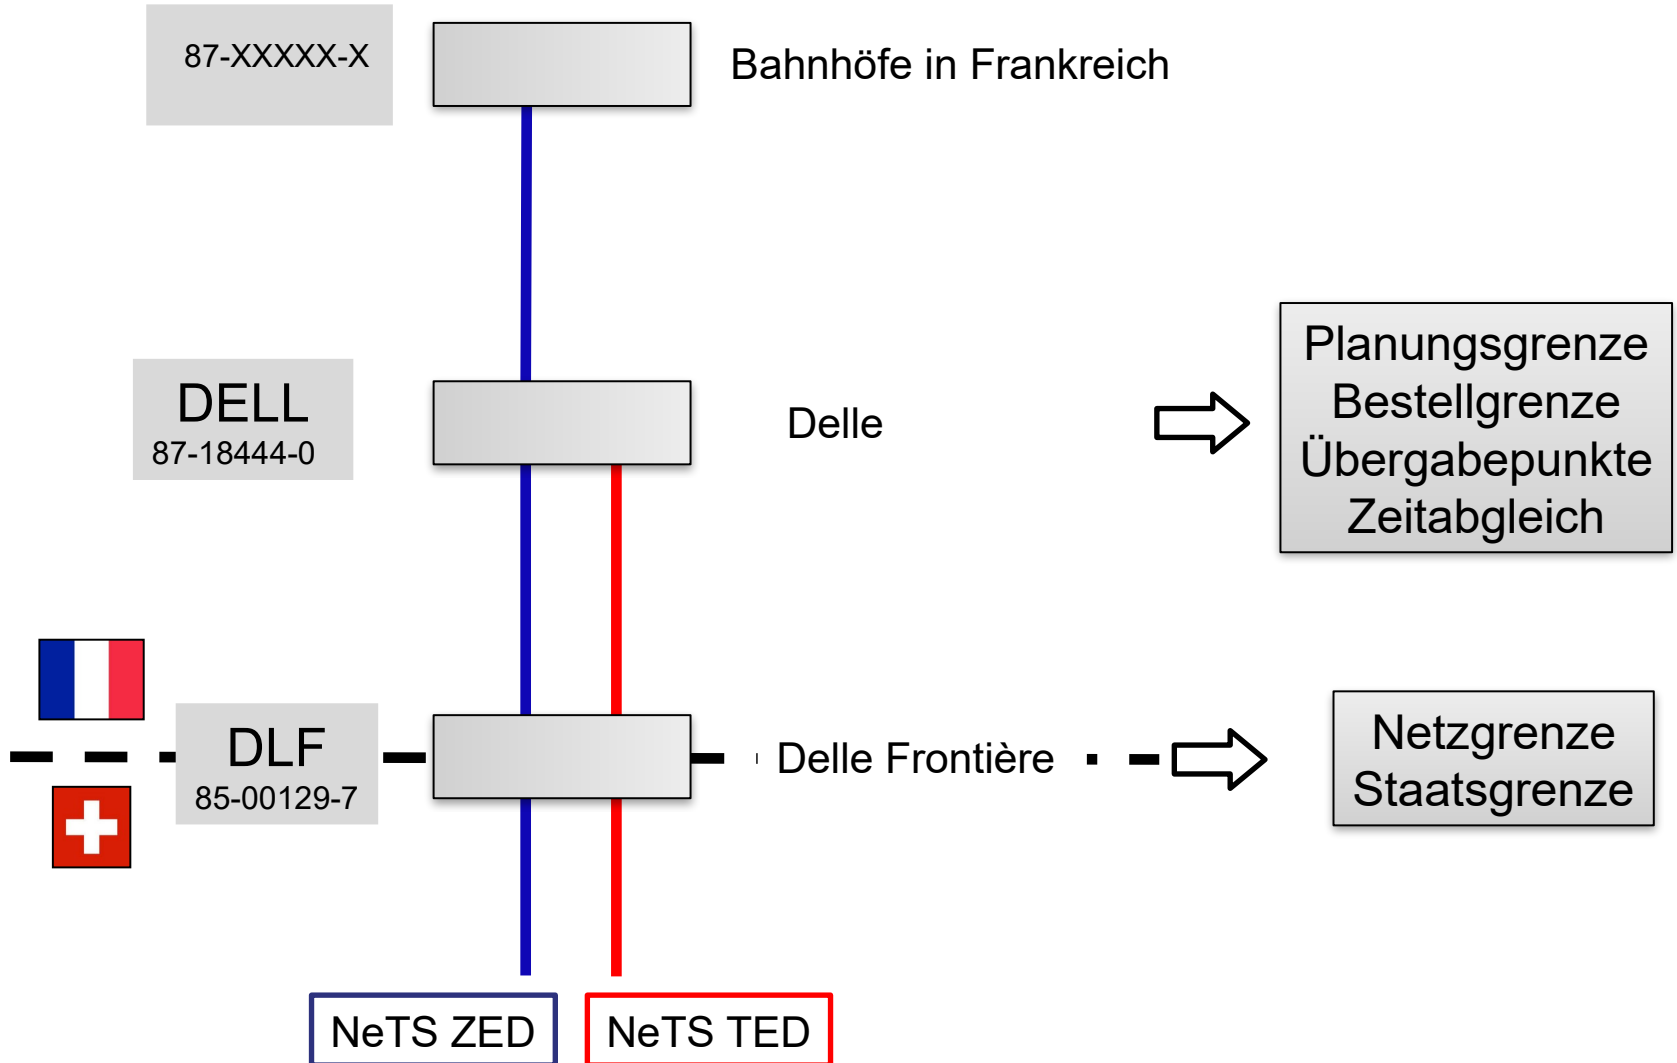 87-XXXXX-X
Bahnhöfe in Frankreich
DELL
87-18444-0
Delle
Planungsgrenze
Bestellgrenze
Übergabepunkte
Zeitabgleich
DLF
85-00129-7
Delle Frontière
Netzgrenze
Staatsgrenze
NeTS ZED
NeTS TED